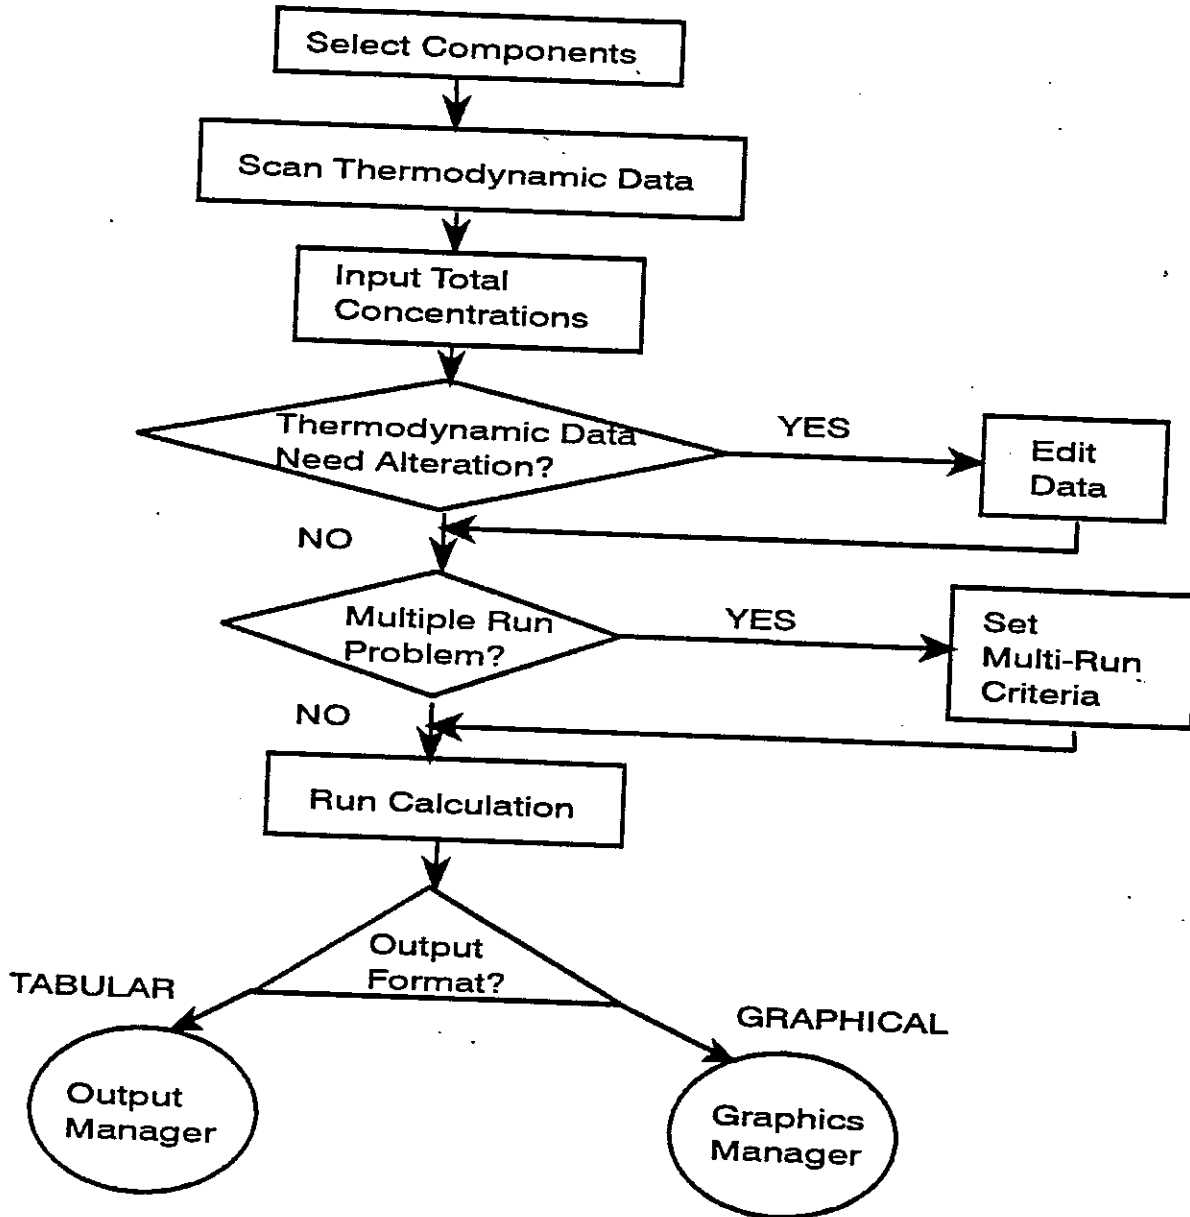 Select Components
Scan Thermodynamic Data
Input Total
Concentrations
Thermodynamic Data
Need Alteration?
YES
Edit
Data
NO
Multiple Run
Problem?
YES
Set
Multi-Run
Criteria
NO
Run Calculation
Output
Format?
TABULAR
GRAPHICAL
Output
Manager
Graphics
Manager